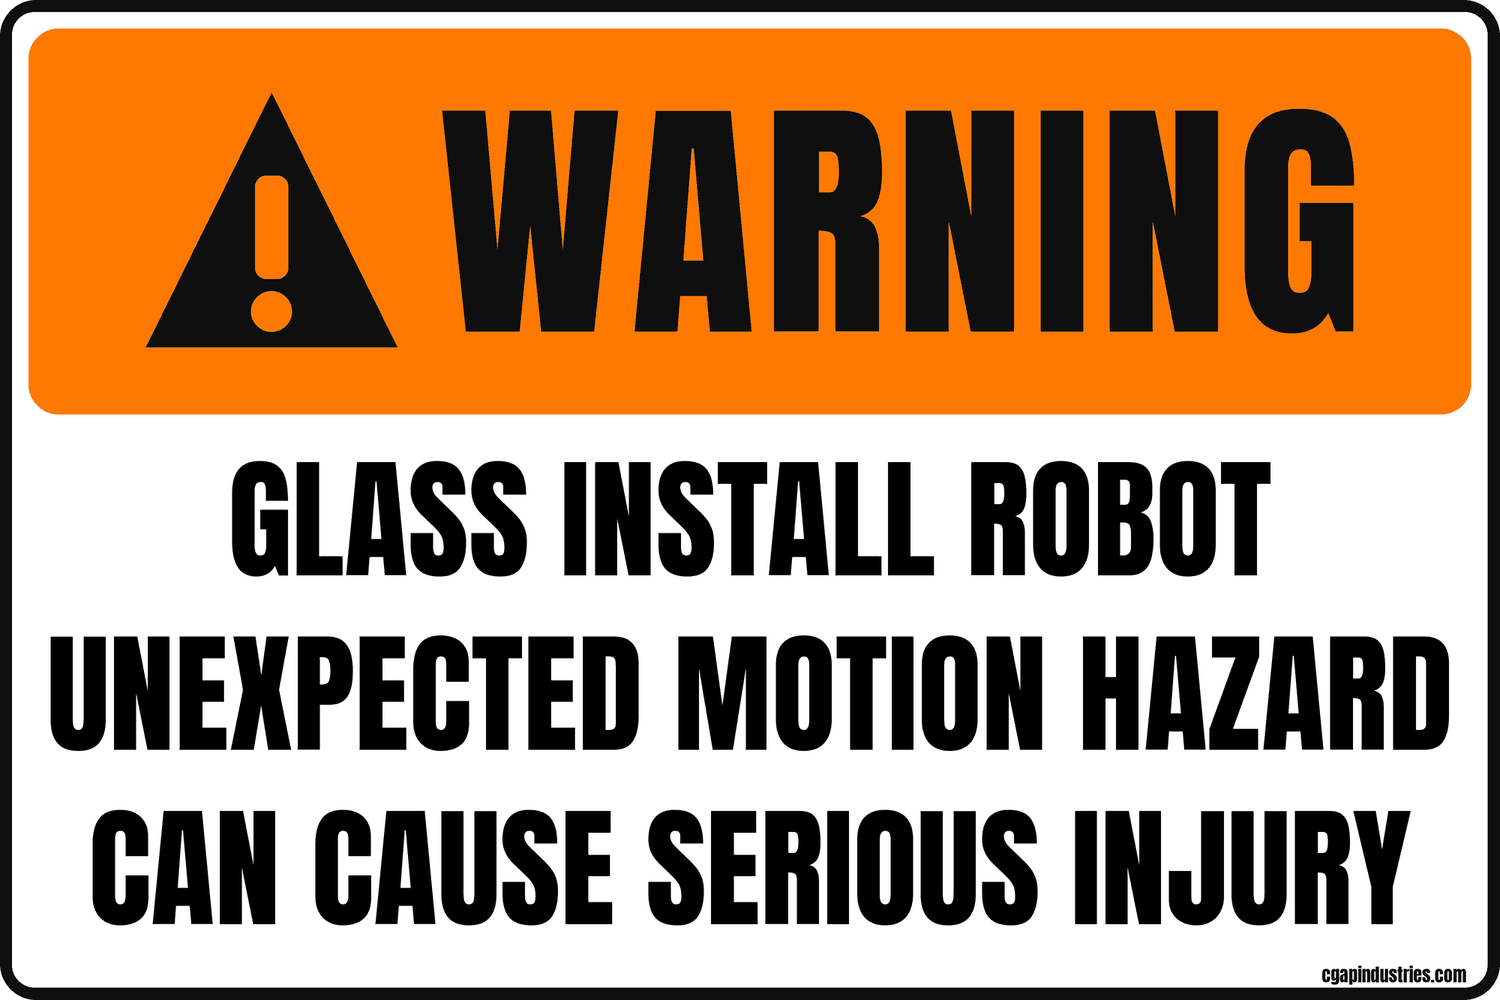 WARNING
GLASS INSTALL ROBOT
UNEXPECTED MOTION HAZARD
CAN CAUSE SERIOUS INJURY
cgapindustries.com